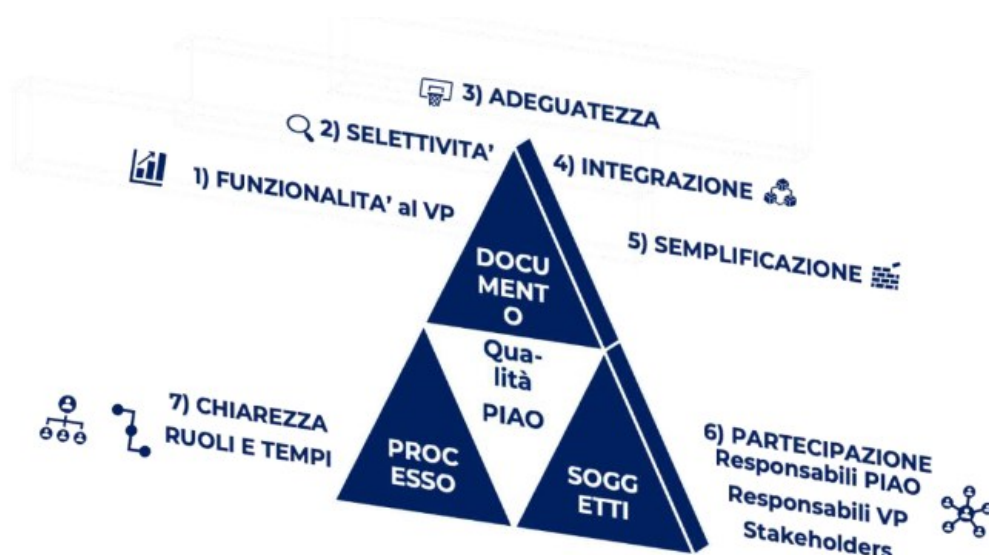 3) ADEGUATEZZA
2) SELETTIVITA'
4) INTEGRAZIONE
1) FUNZIONALITA' al VP
5) SEMPLIFICAZIONE
DOCU
MENT
O
Qua-
lità
PIAO
7) CHIAREZZA
RUOLI E TEMPI
PROC
ESSO
SOGG
ETTI
6) PARTECIPAZIONE
Responsabili PIAO
Responsabili VP
Stakeholders